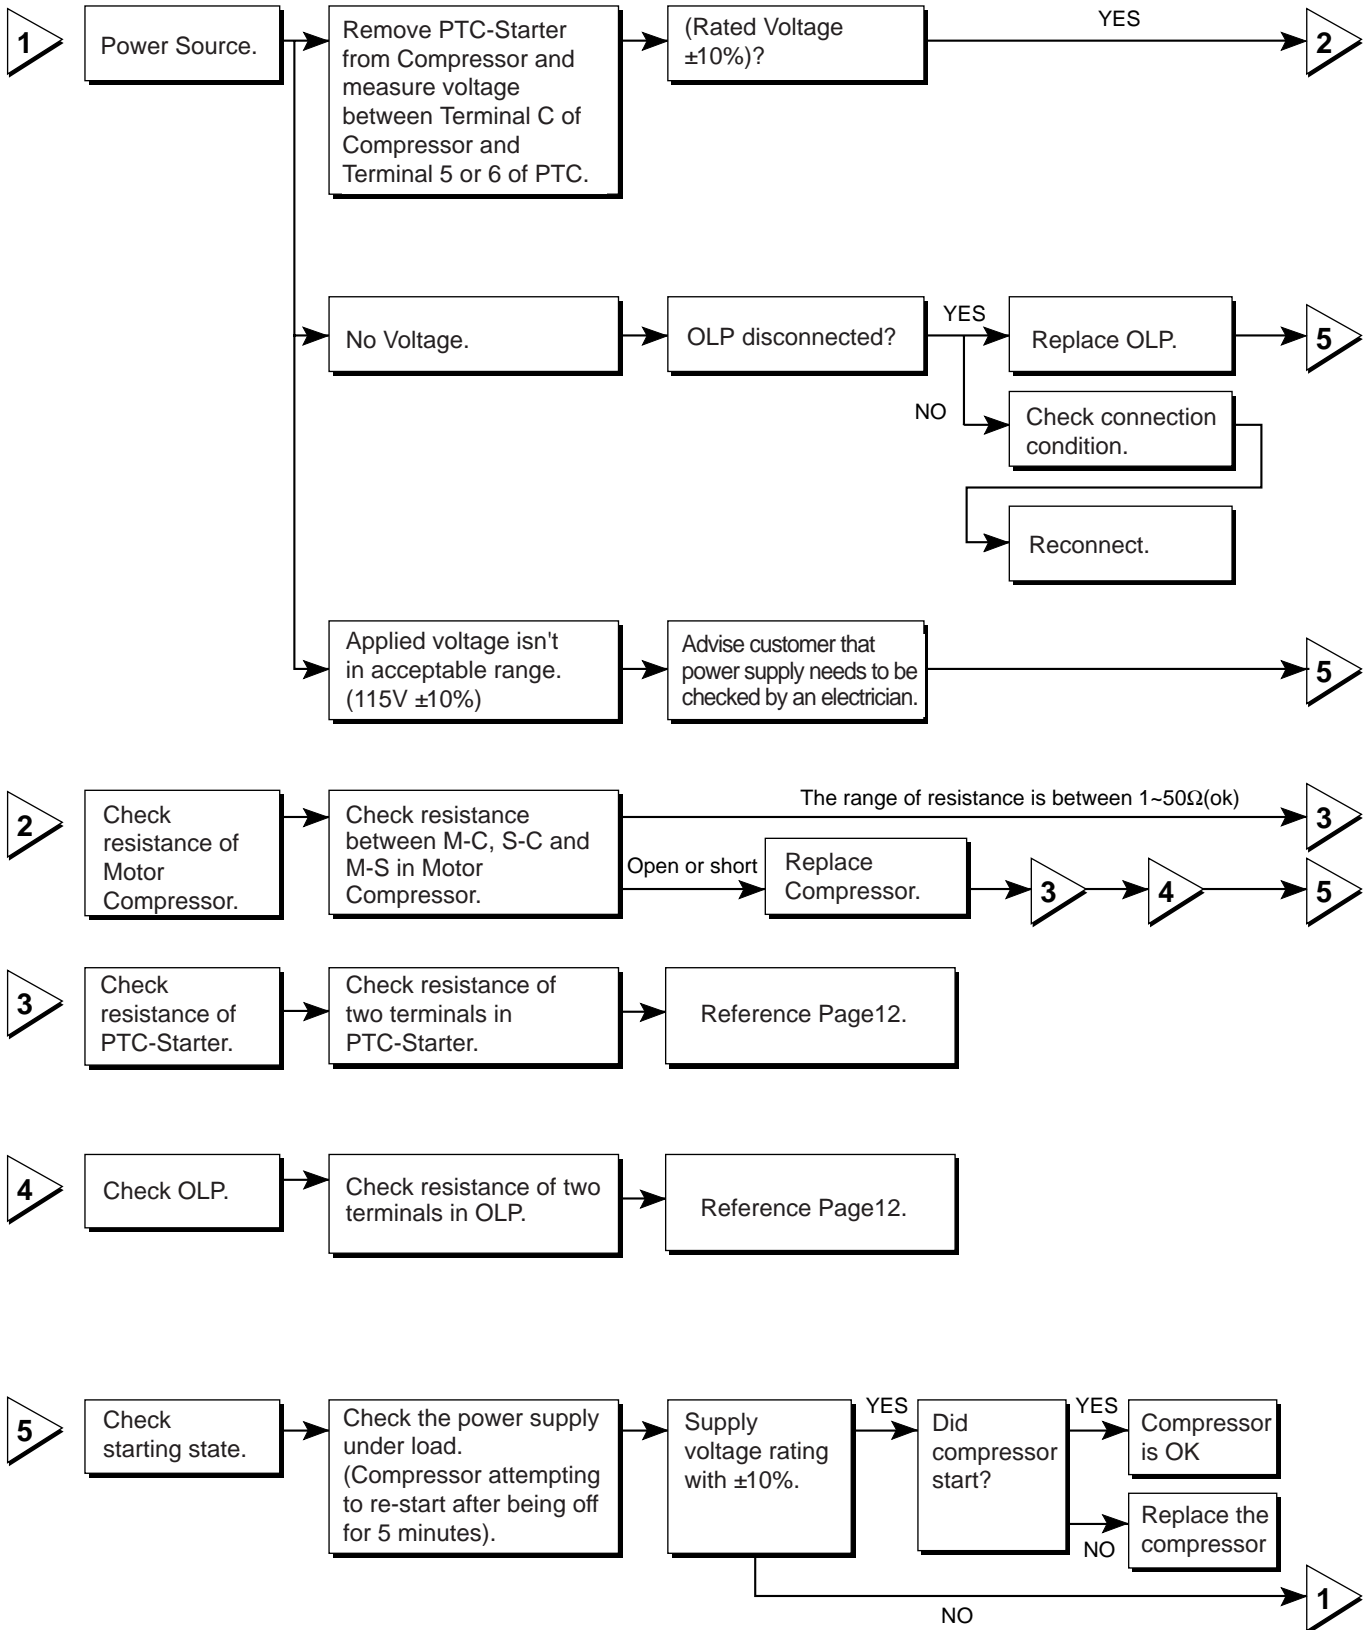 1
Power Source.
Remove PTC-Starter
from Compressor and
measure voltage
between Terminal C of
Compressor and
Terminal 5 or 6 of PTC.
(Rated Voltage
±10%)?
YES
2
No Voltage.
OLP disconnected?
YES
Replace OLP.
5
NO
Check connection
condition.
Reconnect.
Applied voltage isn't
in acceptable range.
(115V ±10%)
Advise customer that
power supply needs to be
checked by an electrician.
5
2
Check
resistance of
Motor
Compressor.
Check resistance
between M-C, S-C and
M-S in Motor
Compressor.
The range of resistance is between 1~50Ω(ok)
3
Open or short
Replace
Compressor.
3
4
5
3
Check
resistance of
PTC-Starter.
Check resistance of
two terminals in
PTC-Starter.
Reference Page12.
4
Check OLP.
Check resistance of two
terminals in OLP.
Reference Page12.
5
Check
starting state.
Check the power supply
under load.
(Compressor attempting
to re-start after being off
for 5 minutes).
Supply
voltage rating
with ±10%.
YES
Did
compressor
start?
YES
Compressor
is OK
NO
Replace the
compressor
NO
1